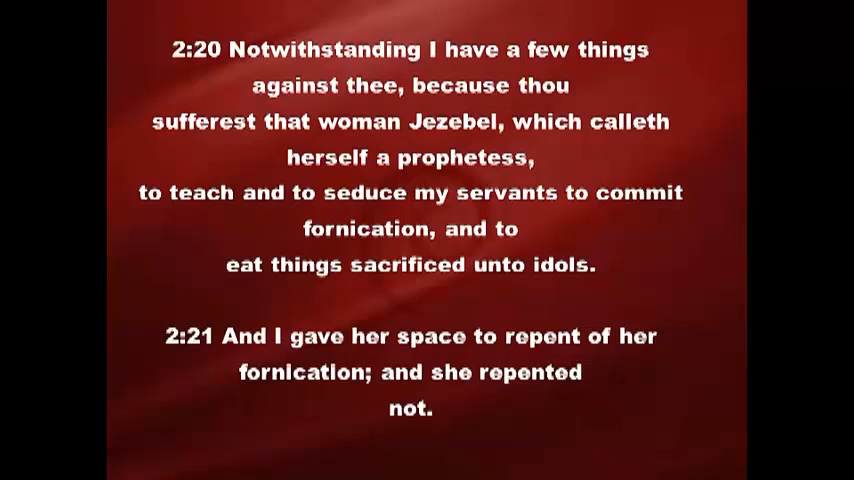 2:20 Notwithstanding I have a few things
against thee, because thou
sufferest that woman Jezebel, which calleth
herself a prophetess,
to teach and to seduce my servants to commit
fornication, and to
eat things sacrificed unto idols.
2:21 And I gave her space to repent of her
fornication; and she repented
not.